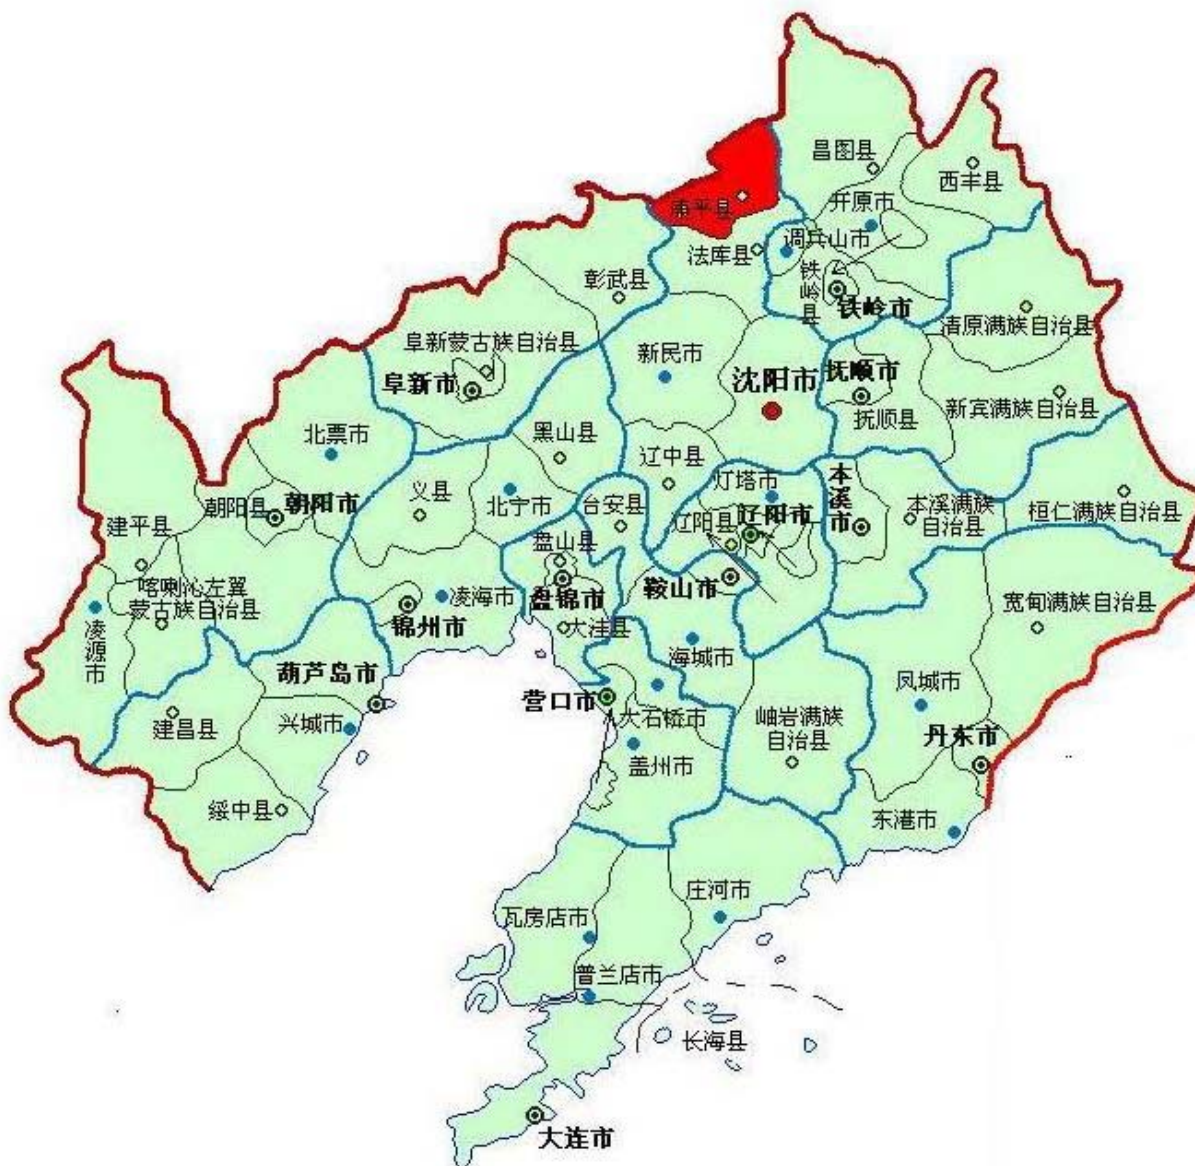 昌图县
西丰县
开原市
康平县
调兵山市
法库县
铁岭县
铁岭市
彰武县
清原满族自治县
阜新蒙古族自治县
新民市
沈阳市
抚顺市
阜新市
抚顺县
新宾满族自治县
北票市
黑山县
辽中县
灯塔市
本溪市
义县
北宁市
台安县
朝阳县
朝阳市
辽阳县
辽阳市
本溪满族
自治县
桓仁满族自治县
建平县
盘山县
鞍山市
喀喇沁左翼
蒙古族自治县
凌海市
盘锦市
宽甸满族自治县
锦州市
大洼县
凌源市
海城市
葫芦岛市
营口市
凤城市
建昌县
兴城市
大石桥市
岫岩满族
自治县
丹东市
盖州市
绥中县
东港市
庄河市
瓦房店市
普兰店市
长海县
大连市